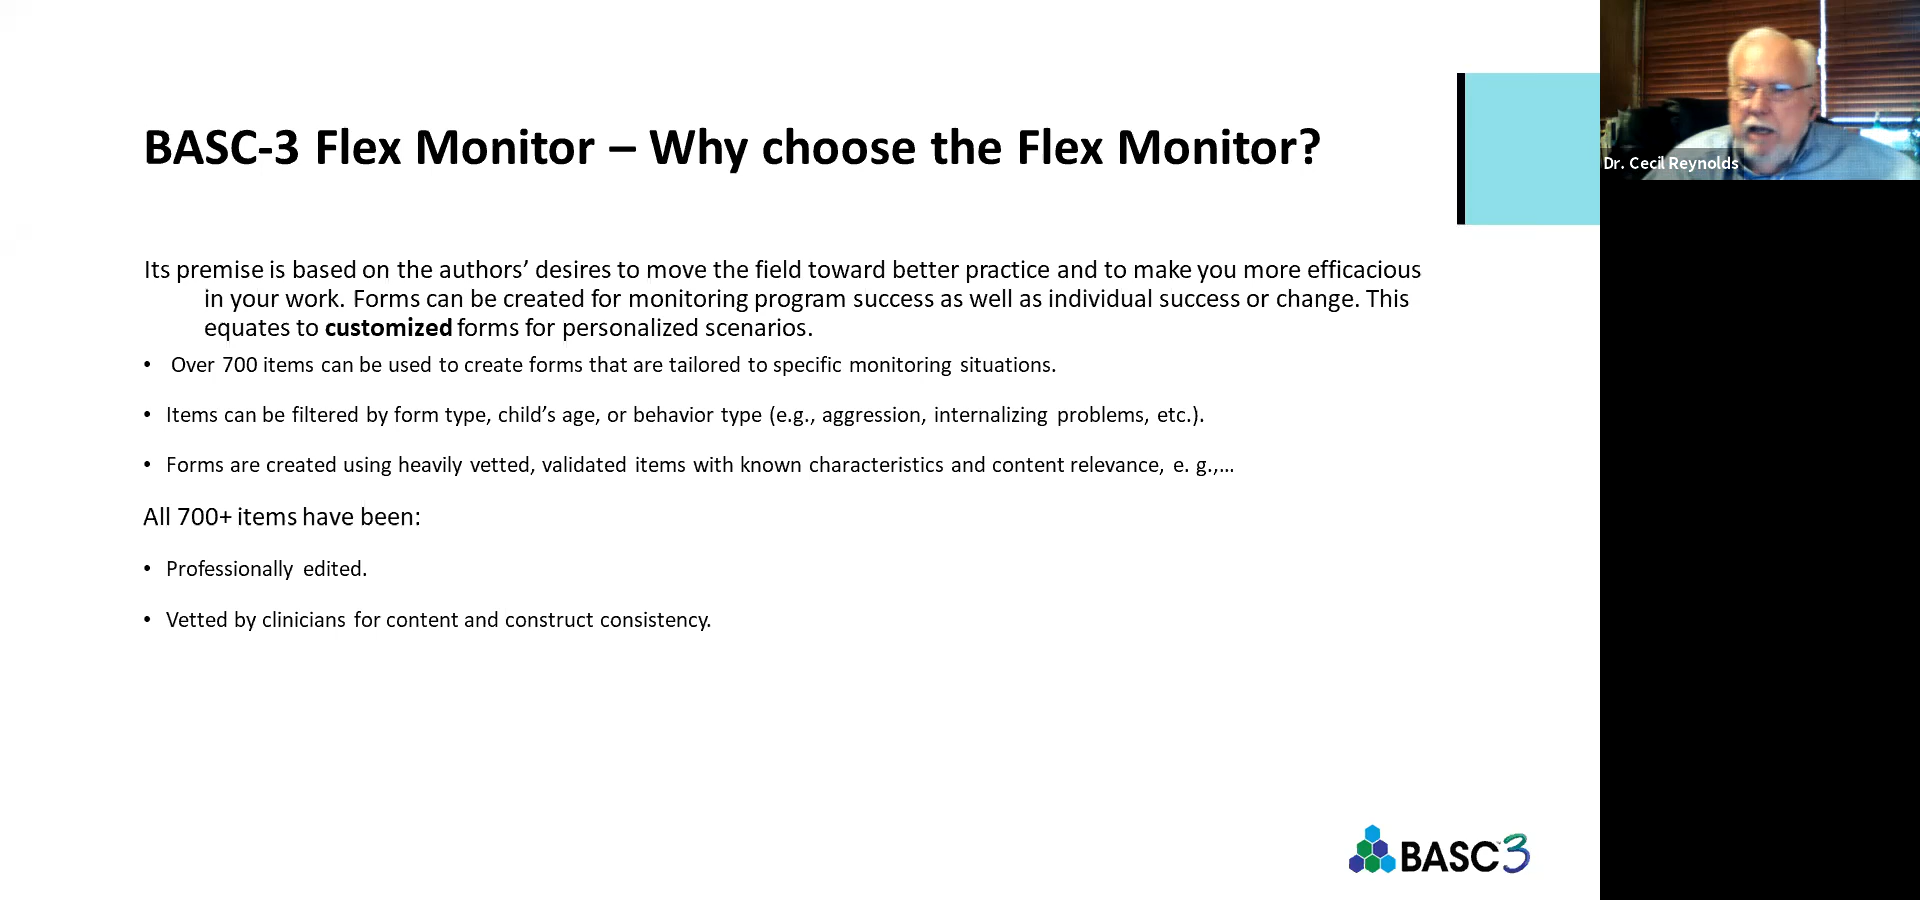 BASC-3 Flex Monitor – Why choose the Flex Monitor?
Dr. Cecil Reynolds
Its premise is based on the authors’ desires to move the field toward better practice and to make you more efficacious
in your work. Forms can be created for monitoring program success as well as individual success or change. This
equates to customized forms for personalized scenarios.
• Over 700 items can be used to create forms that are tailored to specific monitoring situations.
• Items can be filtered by form type, child’s age, or behavior type (e.g., aggression, internalizing problems, etc.).
• Forms are created using heavily vetted, validated items with known characteristics and content relevance, e. g.,…
All 700+ items have been:
• Professionally edited.
• Vetted by clinicians for content and construct consistency.
BASC™3